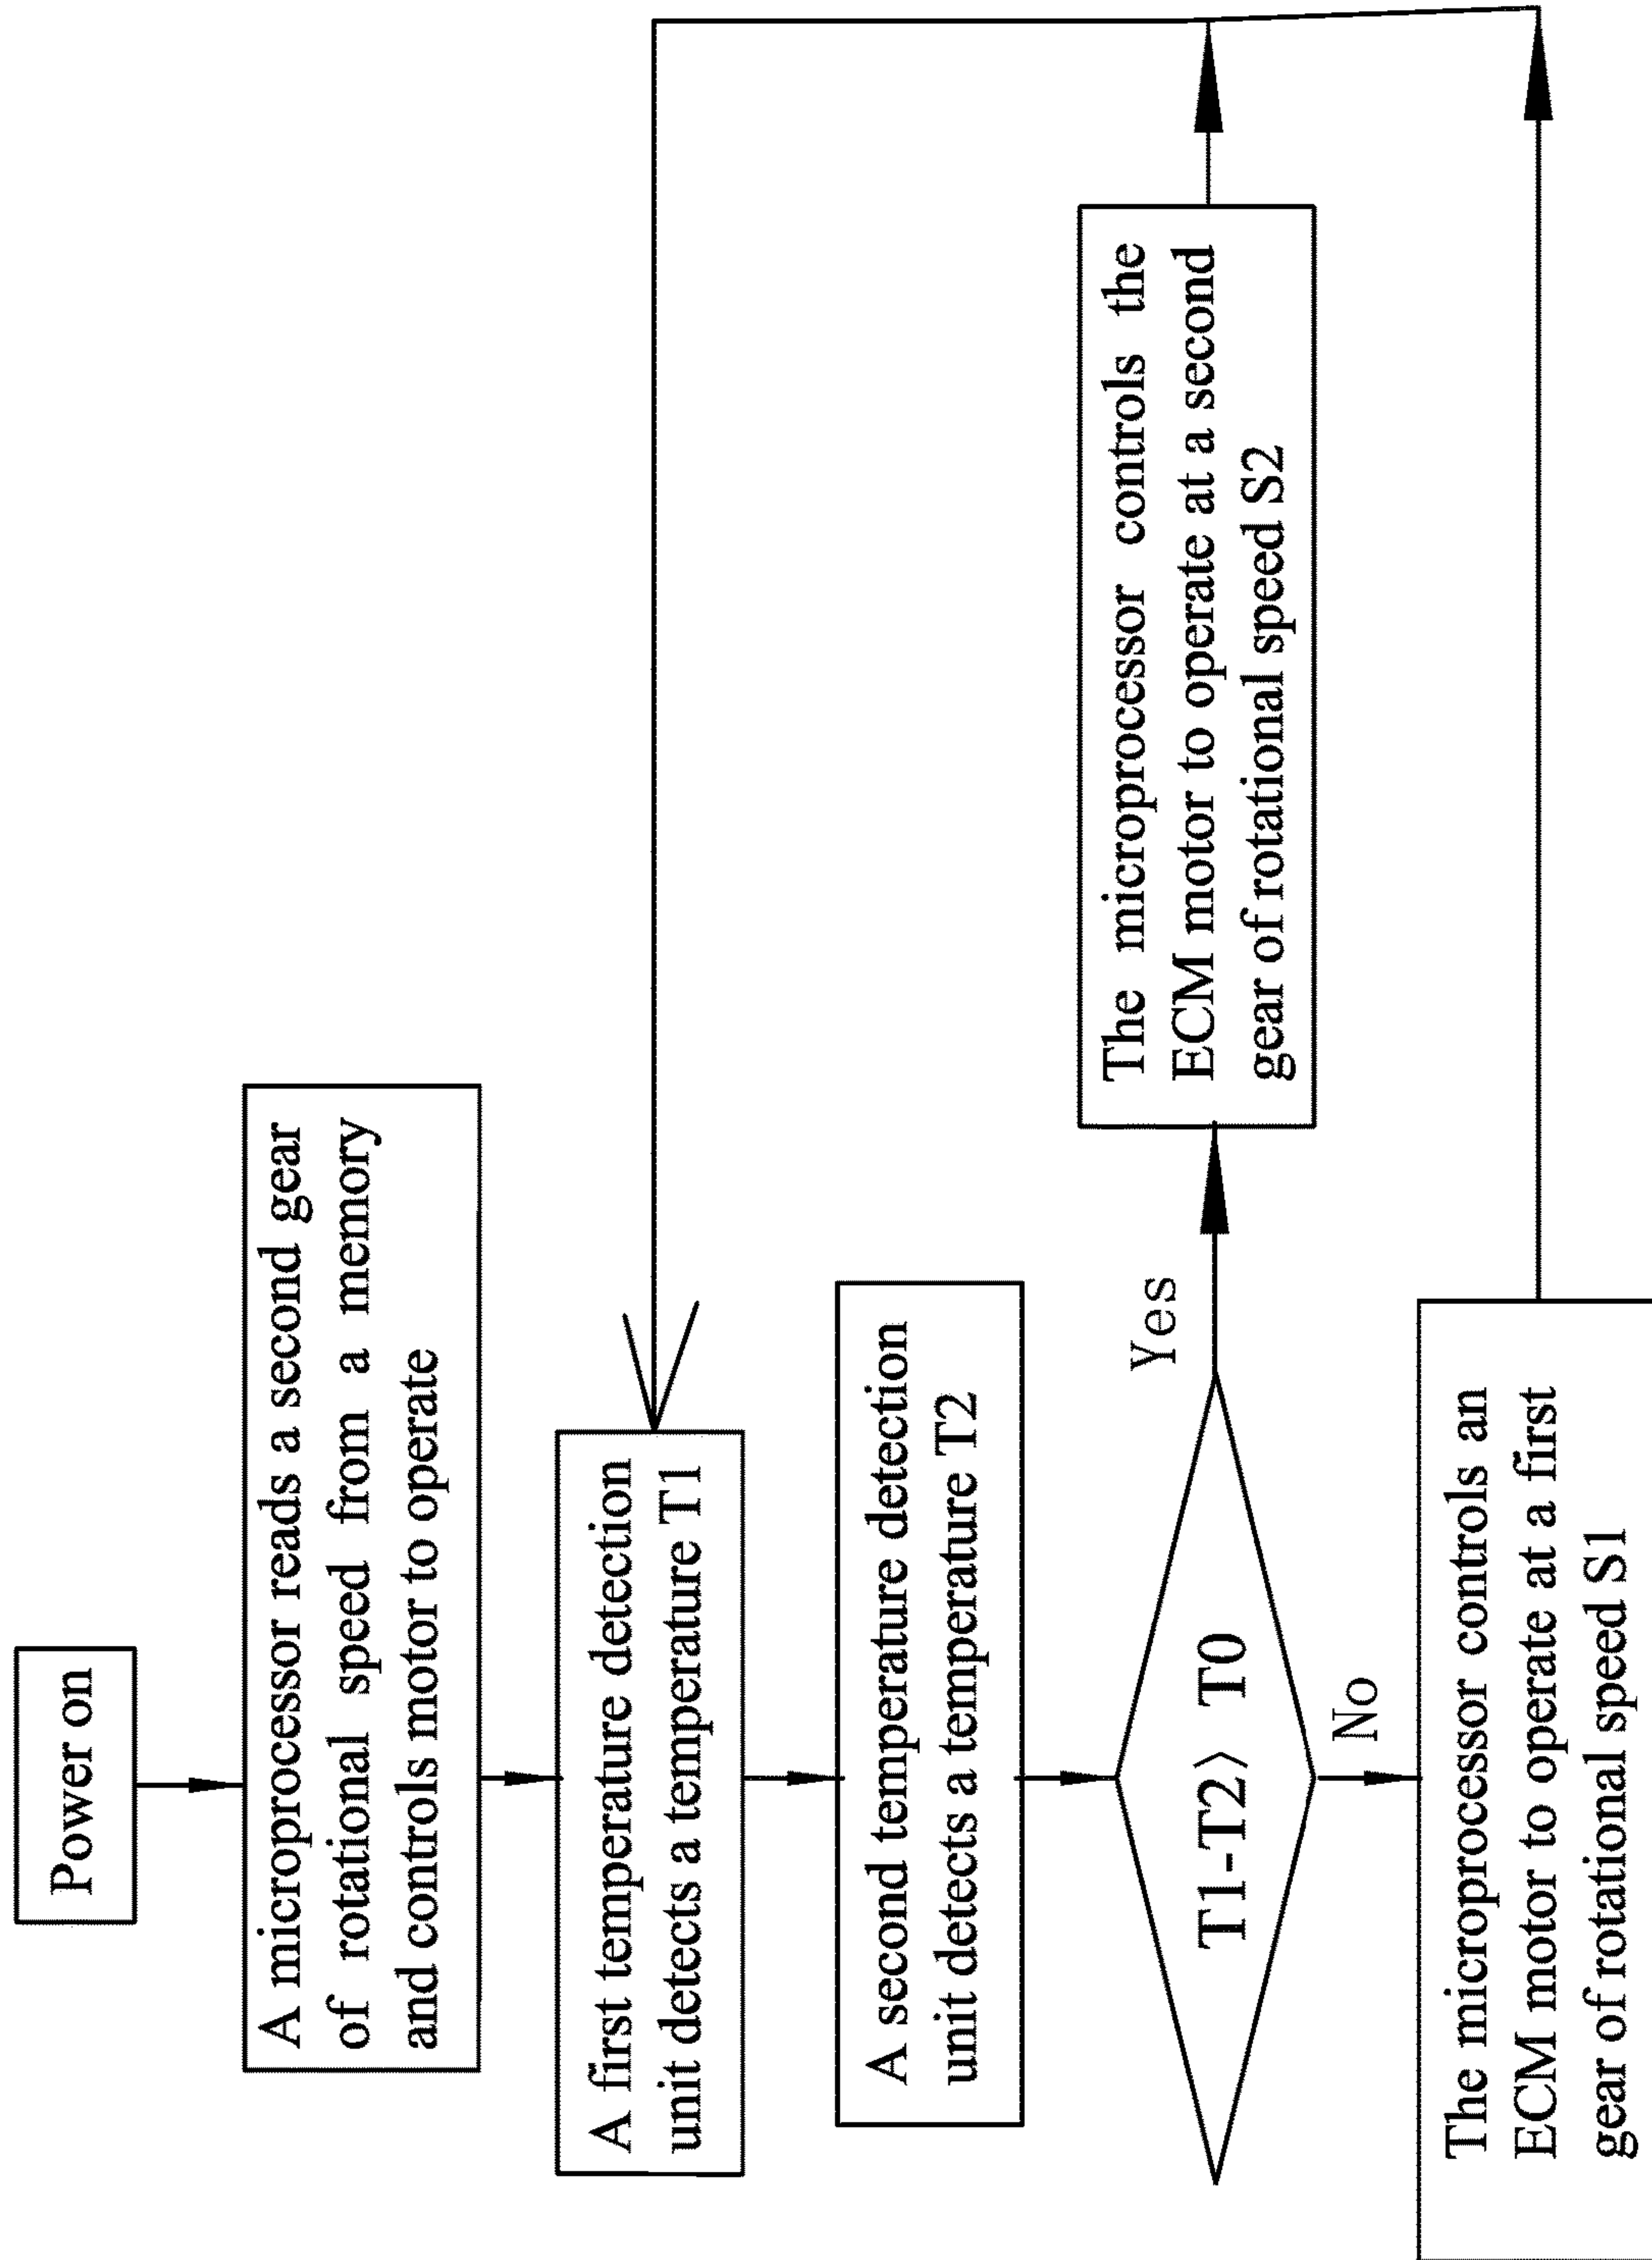 Power on
A microprocessor reads a second gear
of rotational speed from a memory
and controls motor to operate
A first temperature detection
unit detects a temperature T1
A second temperature detection
unit detects a temperature T2
T1-T2〉 T0
Yes
The microprocessor controls the
ECM motor to operate at a second
gear of rotational speed S2
No
The microprocessor controls an
ECM motor to operate at a first
gear of rotational speed S1